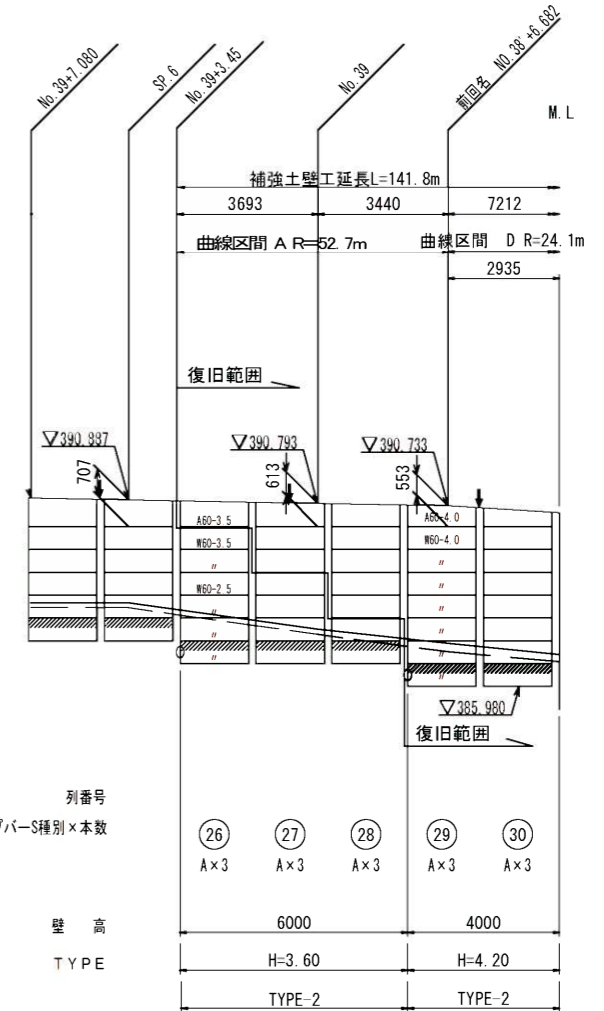 No.39+7.080
SP.6
No.39+3.45
No.39
前回名 NO.38'+6.682
M.L
補強土壁工延長L=141.8m
3693 3440 7212
曲線区間 A R=52.7m 曲線区間 D R=24.1m
2935
復旧範囲
▽390.887 ▽390.793 ▽390.733
707 613 553
A60-3.5 A60-4.0
W60-3.5 W60-4.0
〃 〃
W60-2.5 〃
〃 〃
〃 〃
〃 〃
〃
▽385.980
復旧範囲
列番号
バーS種別×本数
26 27 28 29 30
A×3 A×3 A×3 A×3 A×3
壁 高 6000 4000
TYPE H=3.60 H=4.20
TYPE-2 TYPE-2